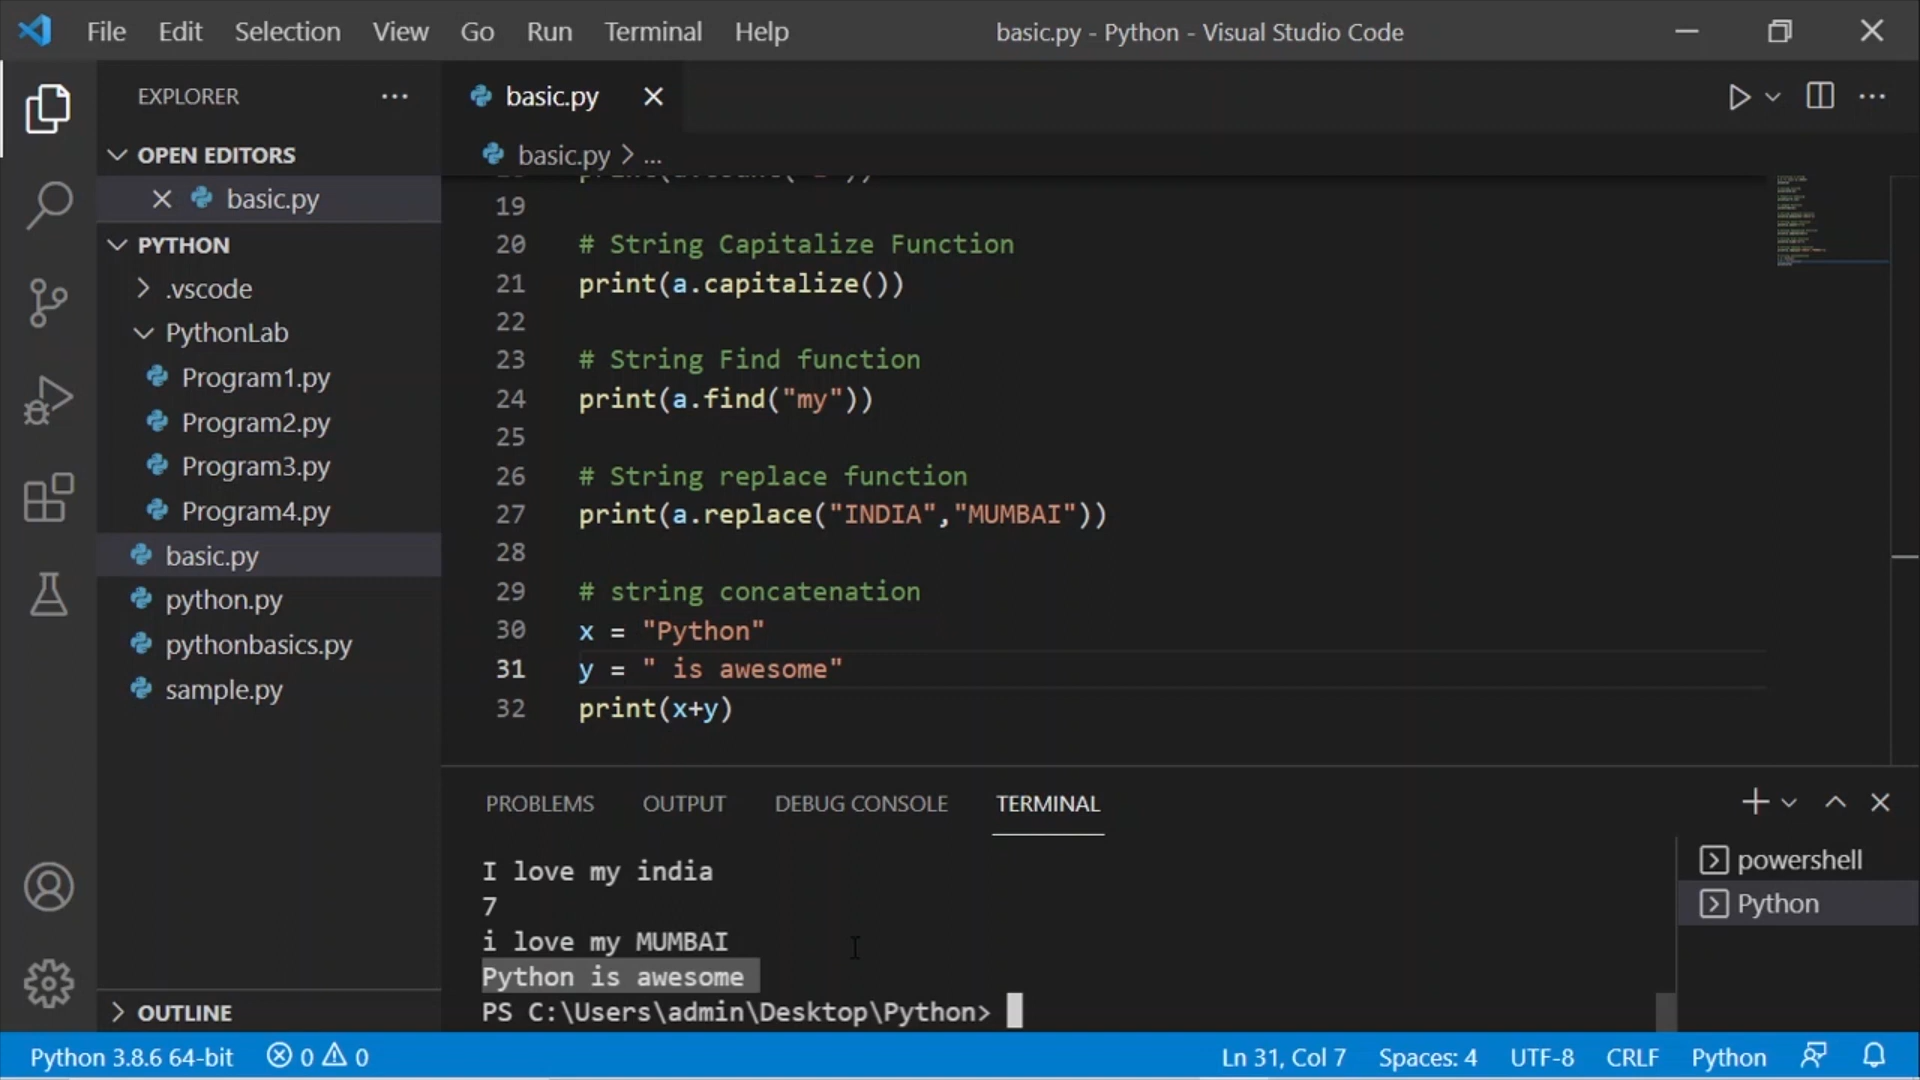 File Edit Selection View Go Run Terminal Help basic.py - Python - Visual Studio Code
EXPLORER
basic.py
OPEN EDITORS
basic.py > ...
basic.py
19
PYTHON
20 # String Capitalize Function
.vscode
21 print(a.capitalize())
PythonLab
22
Program1.py
23 # String Find function
Program2.py
24 print(a.find("my"))
25
Program3.py
26 # String replace function
Program4.py
27 print(a.replace("INDIA","MUMBAI"))
basic.py
28
python.py
29 # string concatenation
pythonbasics.py
30 x = "Python"
sample.py
31 y = " is awesome"
32 print(x+y)
PROBLEMS OUTPUT DEBUG CONSOLE TERMINAL
I love my india
powershell
7
Python
i love my MUMBAI
Python is awesome
PS C:\Users\admin\Desktop\Python>
OUTLINE
Python 3.8.6 64-bit 0 0 Ln 31, Col 7 Spaces: 4 UTF-8 CRLF Python